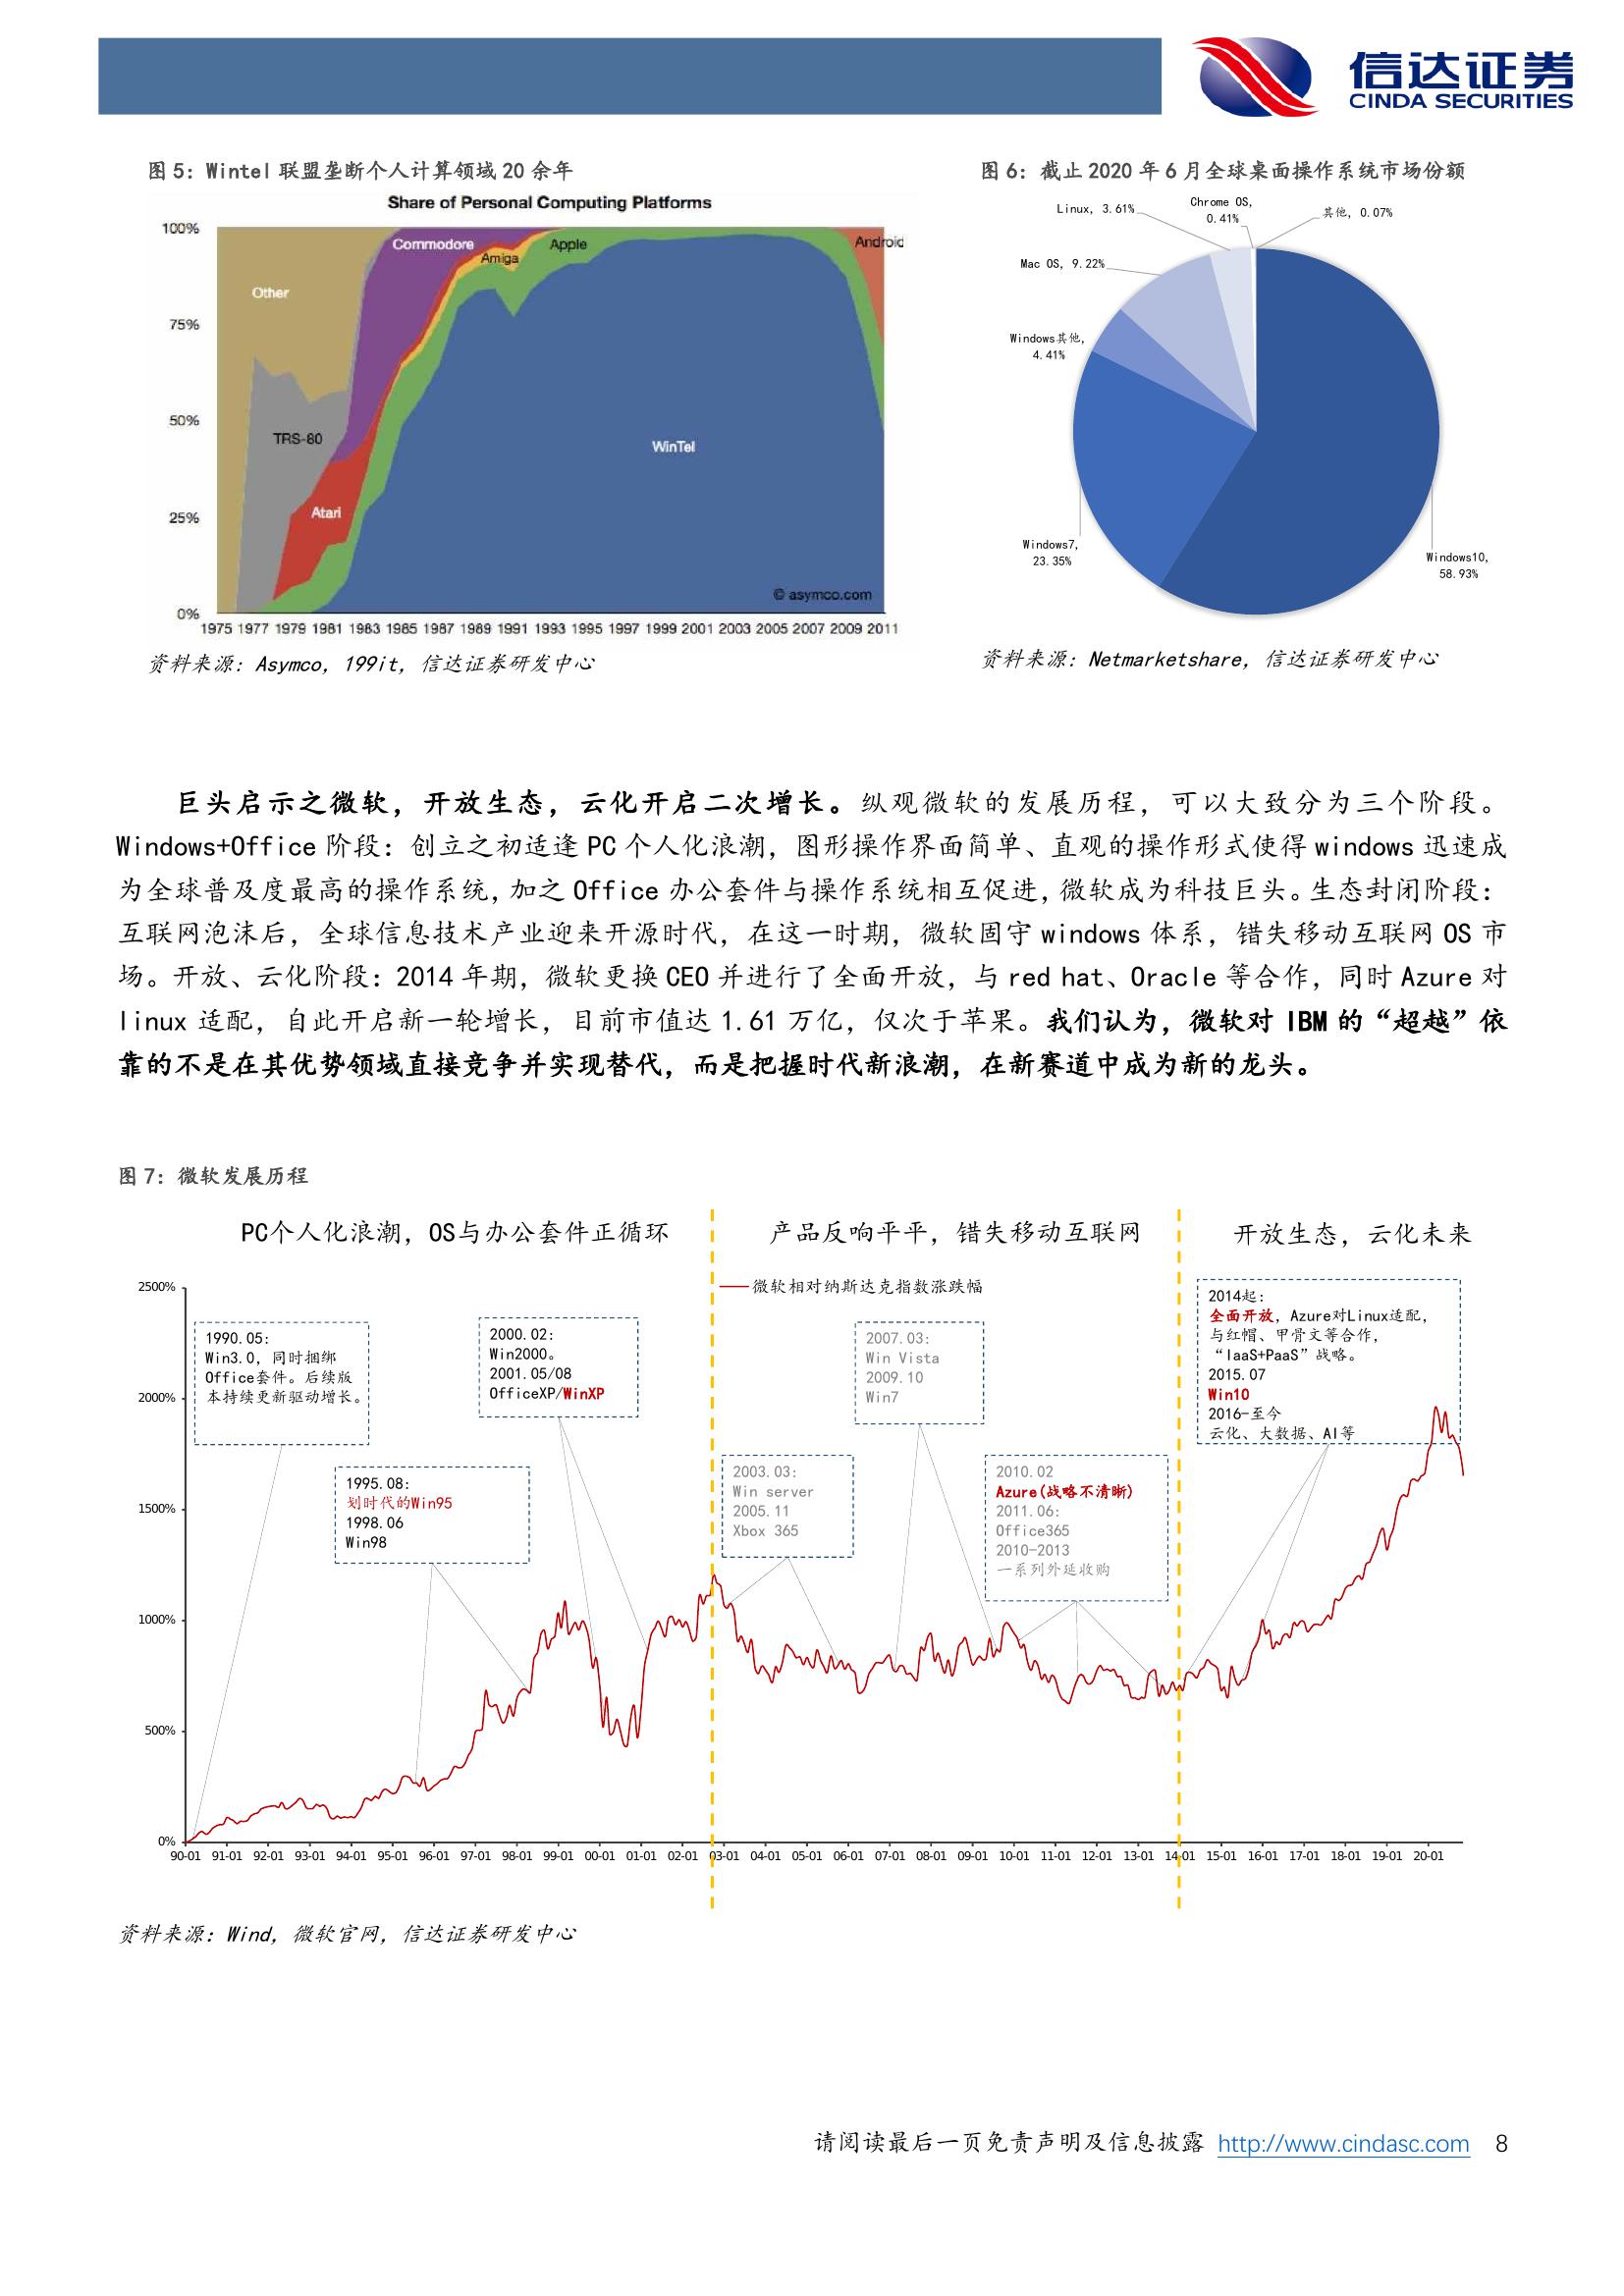 信达证券
CINDA SECURITIES
图 5：Wintel 联盟垄断个人计算领域 20 余年
Share of Personal Computing Platforms
100%
75%
50%
25%
0%
Other
TRS-80
Atari
Commodore
Amiga
Apple
Android
WinTel
© asymco.com
1975 1977 1979 1981 1983 1985 1987 1989 1991 1993 1995 1997 1999 2001 2003 2005 2007 2009 2011
资料来源：Asymco, 199it, 信达证券研发中心
图 6：截止 2020 年 6 月全球桌面操作系统市场份额
Linux, 3.61%
Chrome OS,
0.41%
其他, 0.07%
Mac OS, 9.22%
Windows其他,
4.41%
Windows7,
23.35%
Windows10,
58.93%
资料来源：Netmarketshare, 信达证券研发中心
巨头启示之微软，开放生态，云化开启二次增长。纵观微软的发展历程，可以大致分为三个阶段。
Windows+Office 阶段：创立之初适逢 PC 个人化浪潮，图形操作界面简单、直观的操作形式使得 windows 迅速成
为全球普及度最高的操作系统，加之 Office 办公套件与操作系统相互促进，微软成为科技巨头。生态封闭阶段：
互联网泡沫后，全球信息技术产业迎来开源时代，在这一时期，微软固守 windows 体系，错失移动互联网 OS 市
场。开放、云化阶段：2014 年期，微软更换 CEO 并进行了全面开放，与 red hat、Oracle 等合作，同时 Azure 对
linux 适配，自此开启新一轮增长，目前市值达 1.61 万亿，仅次于苹果。我们认为，微软对 IBM 的“超越”依
靠的不是在其优势领域直接竞争并实现替代，而是把握时代新浪潮，在新赛道中成为新的龙头。
图 7：微软发展历程
PC个人化浪潮，OS与办公套件正循环
产品反响平平，错失移动互联网
开放生态，云化未来
微软相对纳斯达克指数涨跌幅
2500%
2000%
1500%
1000%
500%
0%
1990.05:
Win3.0，同时捆绑
Office套件。后续版
本持续更新驱动增长。
1995.08:
划时代的Win95
1998.06
Win98
2000.02:
Win2000。
2001.05/08
OfficeXP/WinXP
2003.03:
Win server
2005.11
Xbox 365
2007.03:
Win Vista
2009.10
Win7
2010.02
Azure(战略不清晰)
2011.06:
Office365
2010-2013
一系列外延收购
2014起:
全面开放，Azure对Linux适配，
与红帽、甲骨文等合作，
“IaaS+PaaS”战略。
2015.07
Win10
2016-至今
云化、大数据、AI等
90-01 91-01 92-01 93-01 94-01 95-01 96-01 97-01 98-01 99-01 00-01 01-01 02-01 03-01 04-01 05-01 06-01 07-01 08-01 09-01 10-01 11-01 12-01 13-01 14-01 15-01 16-01 17-01 18-01 19-01 20-01
资料来源：Wind, 微软官网, 信达证券研发中心
请阅读最后一页免责声明及信息披露 http://www.cindasc.com 8